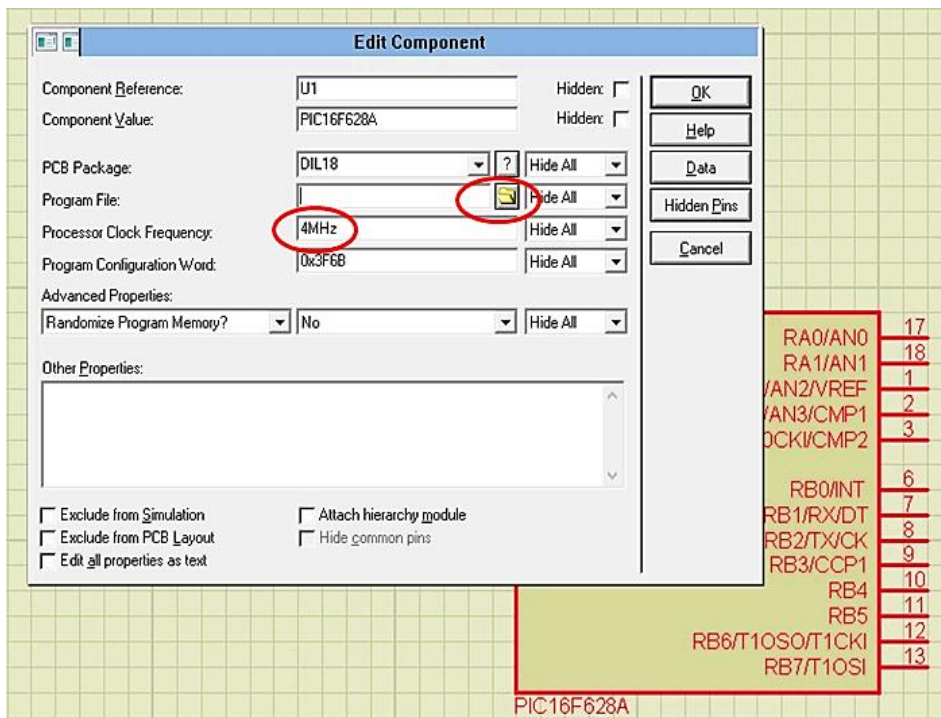 Edit Component
Component Reference: U1 Hidden:
Component Value: PIC16F628A Hidden:
PCB Package: DIL18 ? Hide All
Program File: Hide All
Processor Clock Frequency: 4MHz Hide All
Program Configuration Word: 0x3F6B Hide All
Advanced Properties:
Randomize Program Memory? No Hide All
Other Properties:
Exclude from Simulation Attach hierarchy module
Exclude from PCB Layout Hide common pins
Edit all properties as text
OK
Help
Data
Hidden Pins
Cancel
RA0/AN0 17
RA1/AN1 18
/AN2/VREF 1
/AN3/CMP1 2
0CKI/CMP2 3
RB0/INT 6
RB1/RX/DT 7
RB2/TX/CK 8
RB3/CCP1 9
RB4 10
RB5 11
RB6/T1OSO/T1CKI 12
RB7/T1OSI 13
PIC16F628A